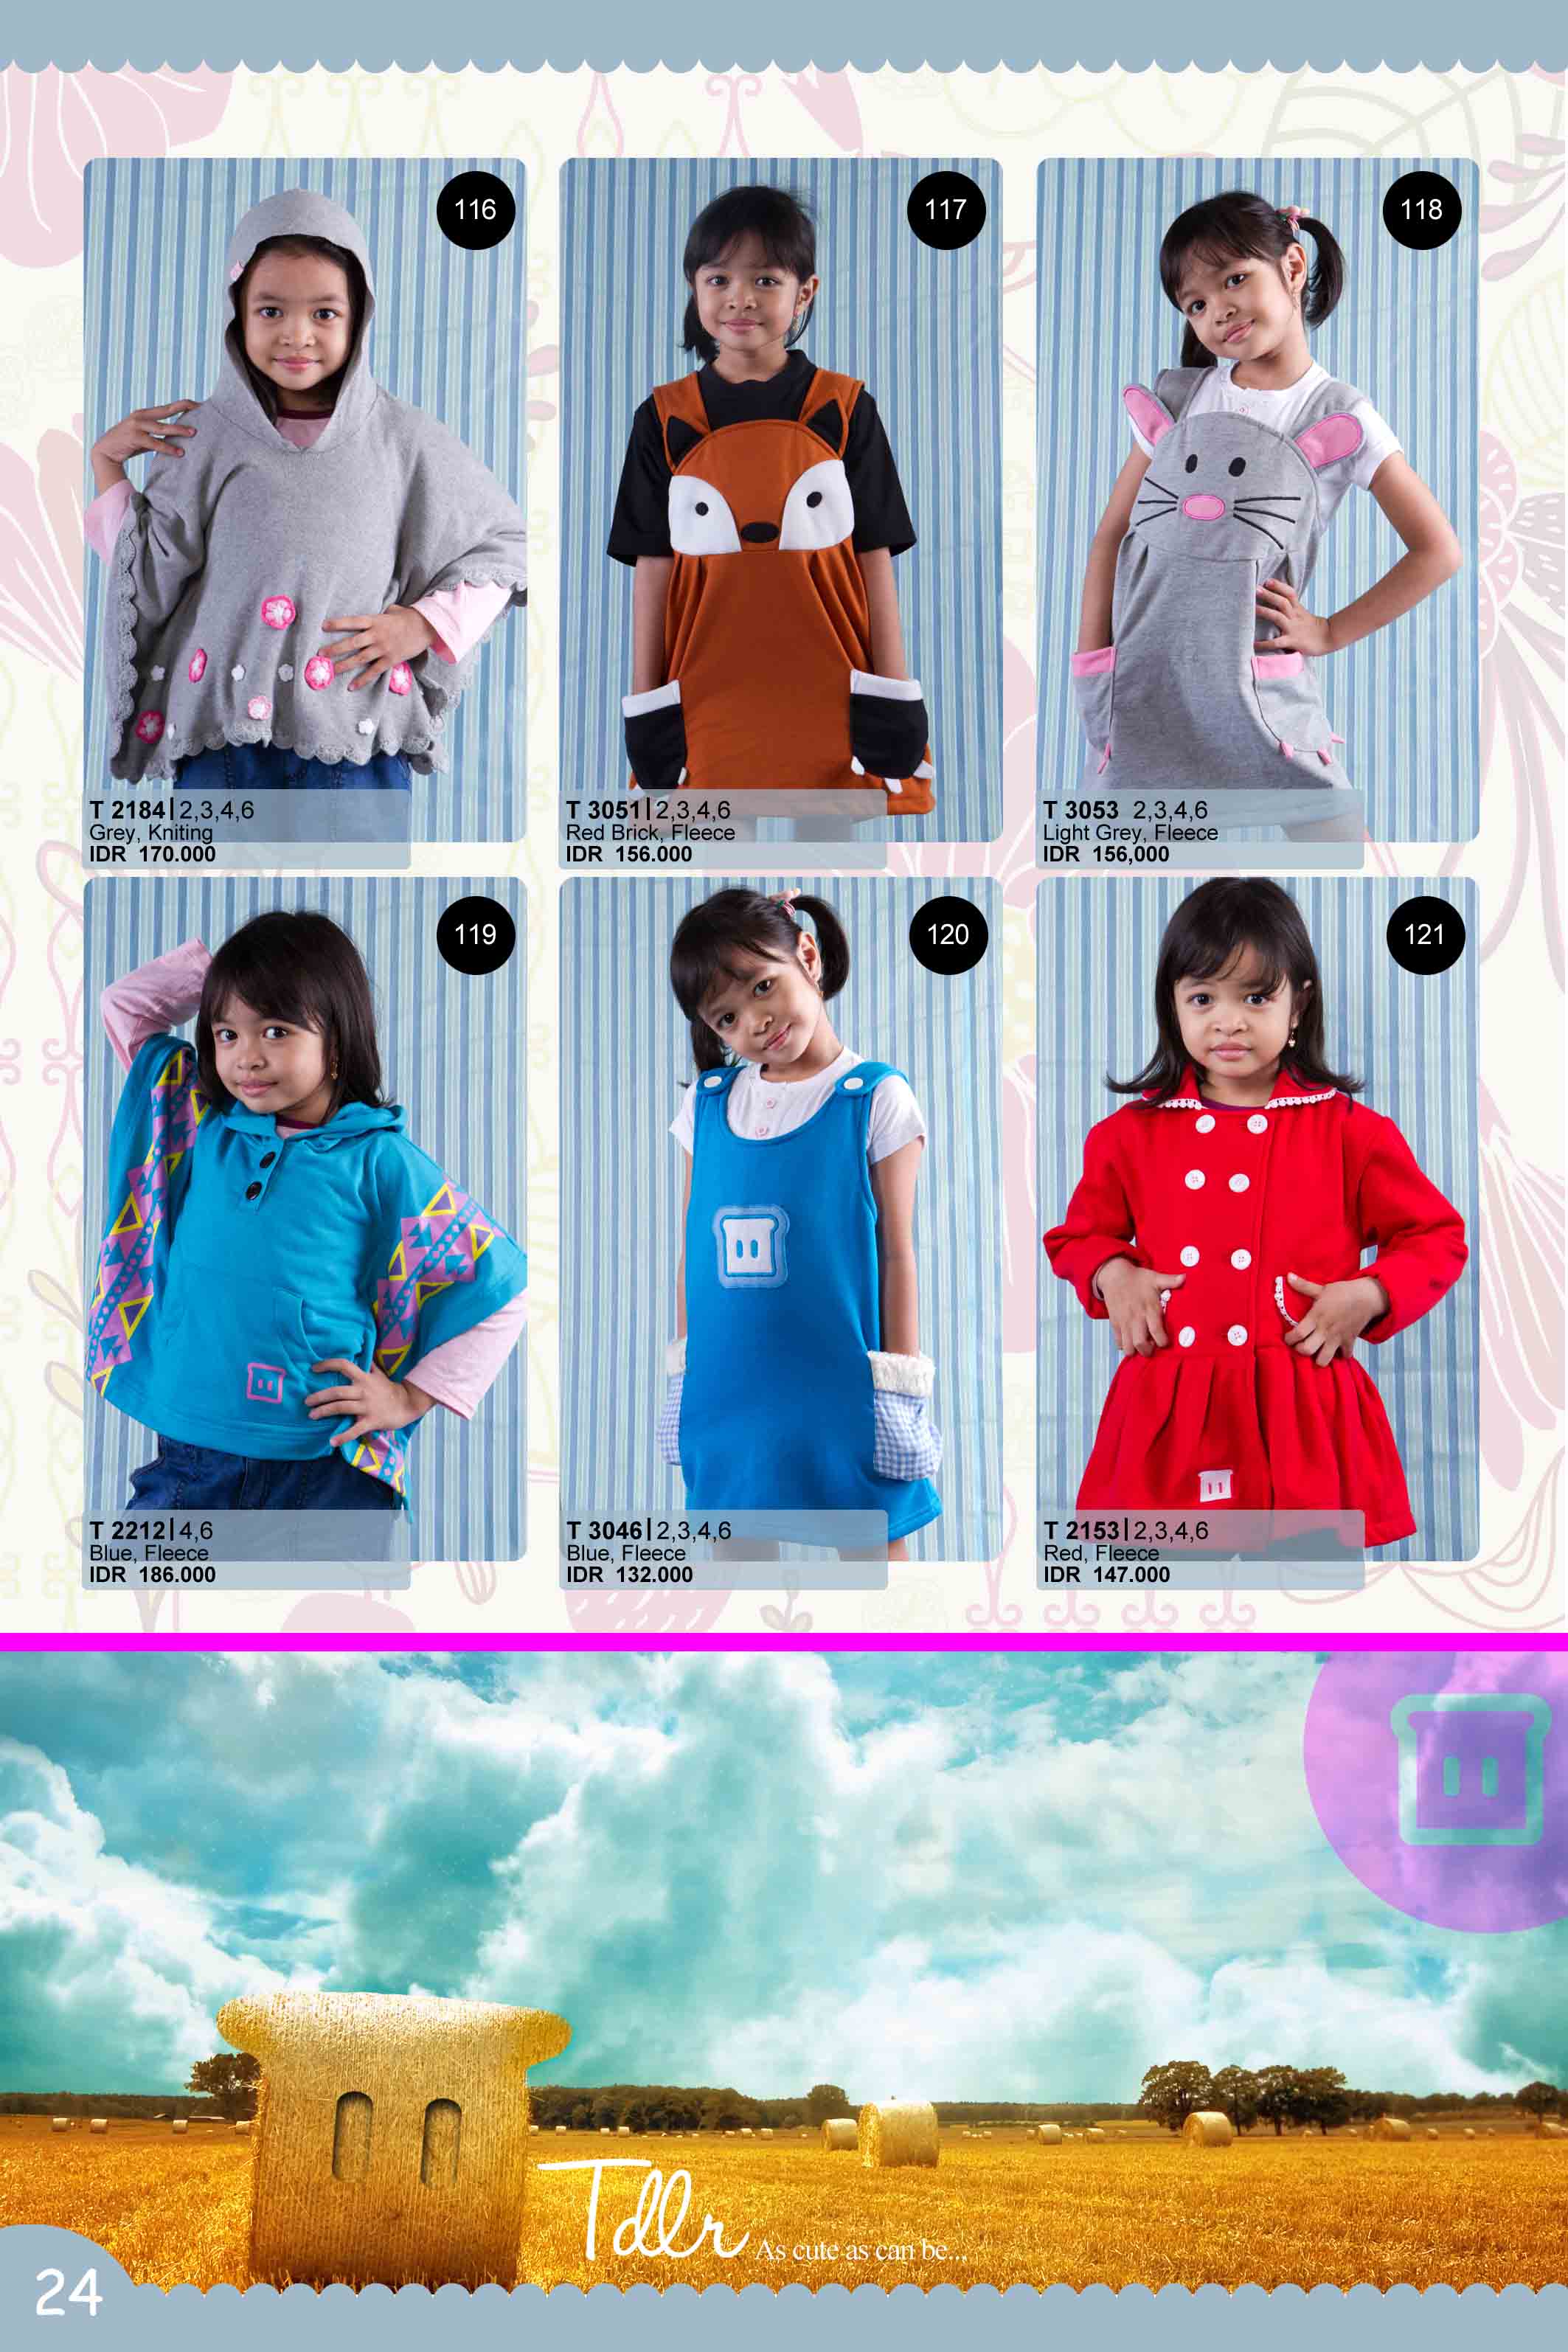 116
117
118
T 2184|2,3,4,6
Grey, Kniting
IDR 170.000
T 3051|2,3,4,6
Red Brick, Fleece
IDR 156.000
T 3053 2,3,4,6
Light Grey, Fleece
IDR 156,000
119
120
121
T 2212|4,6
Blue, Fleece
IDR 186.000
T 3046|2,3,4,6
Blue, Fleece
IDR 132.000
T 2153|2,3,4,6
Red, Fleece
IDR 147.000
Tdlr As cute as can be...
24